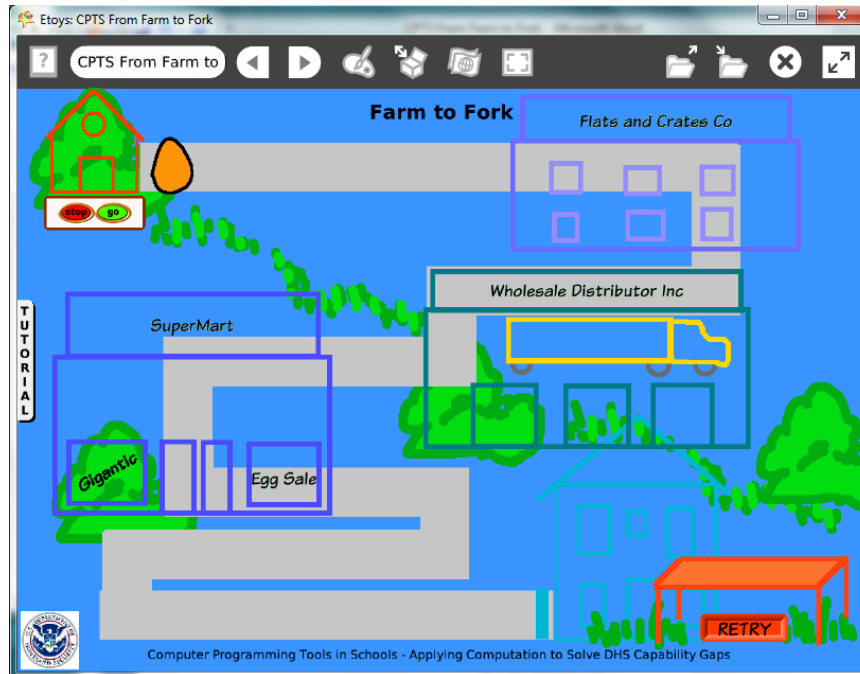 Etoys: CPTS From Farm to Fork
CPTS From Farm to
Farm to Fork
Flats and Crates Co
stop go
Wholesale Distributor Inc
SuperMart
TUTORIAL
Gigantic
Egg Sale
RETRY
Computer Programming Tools in Schools - Applying Computation to Solve DHS Capability Gaps